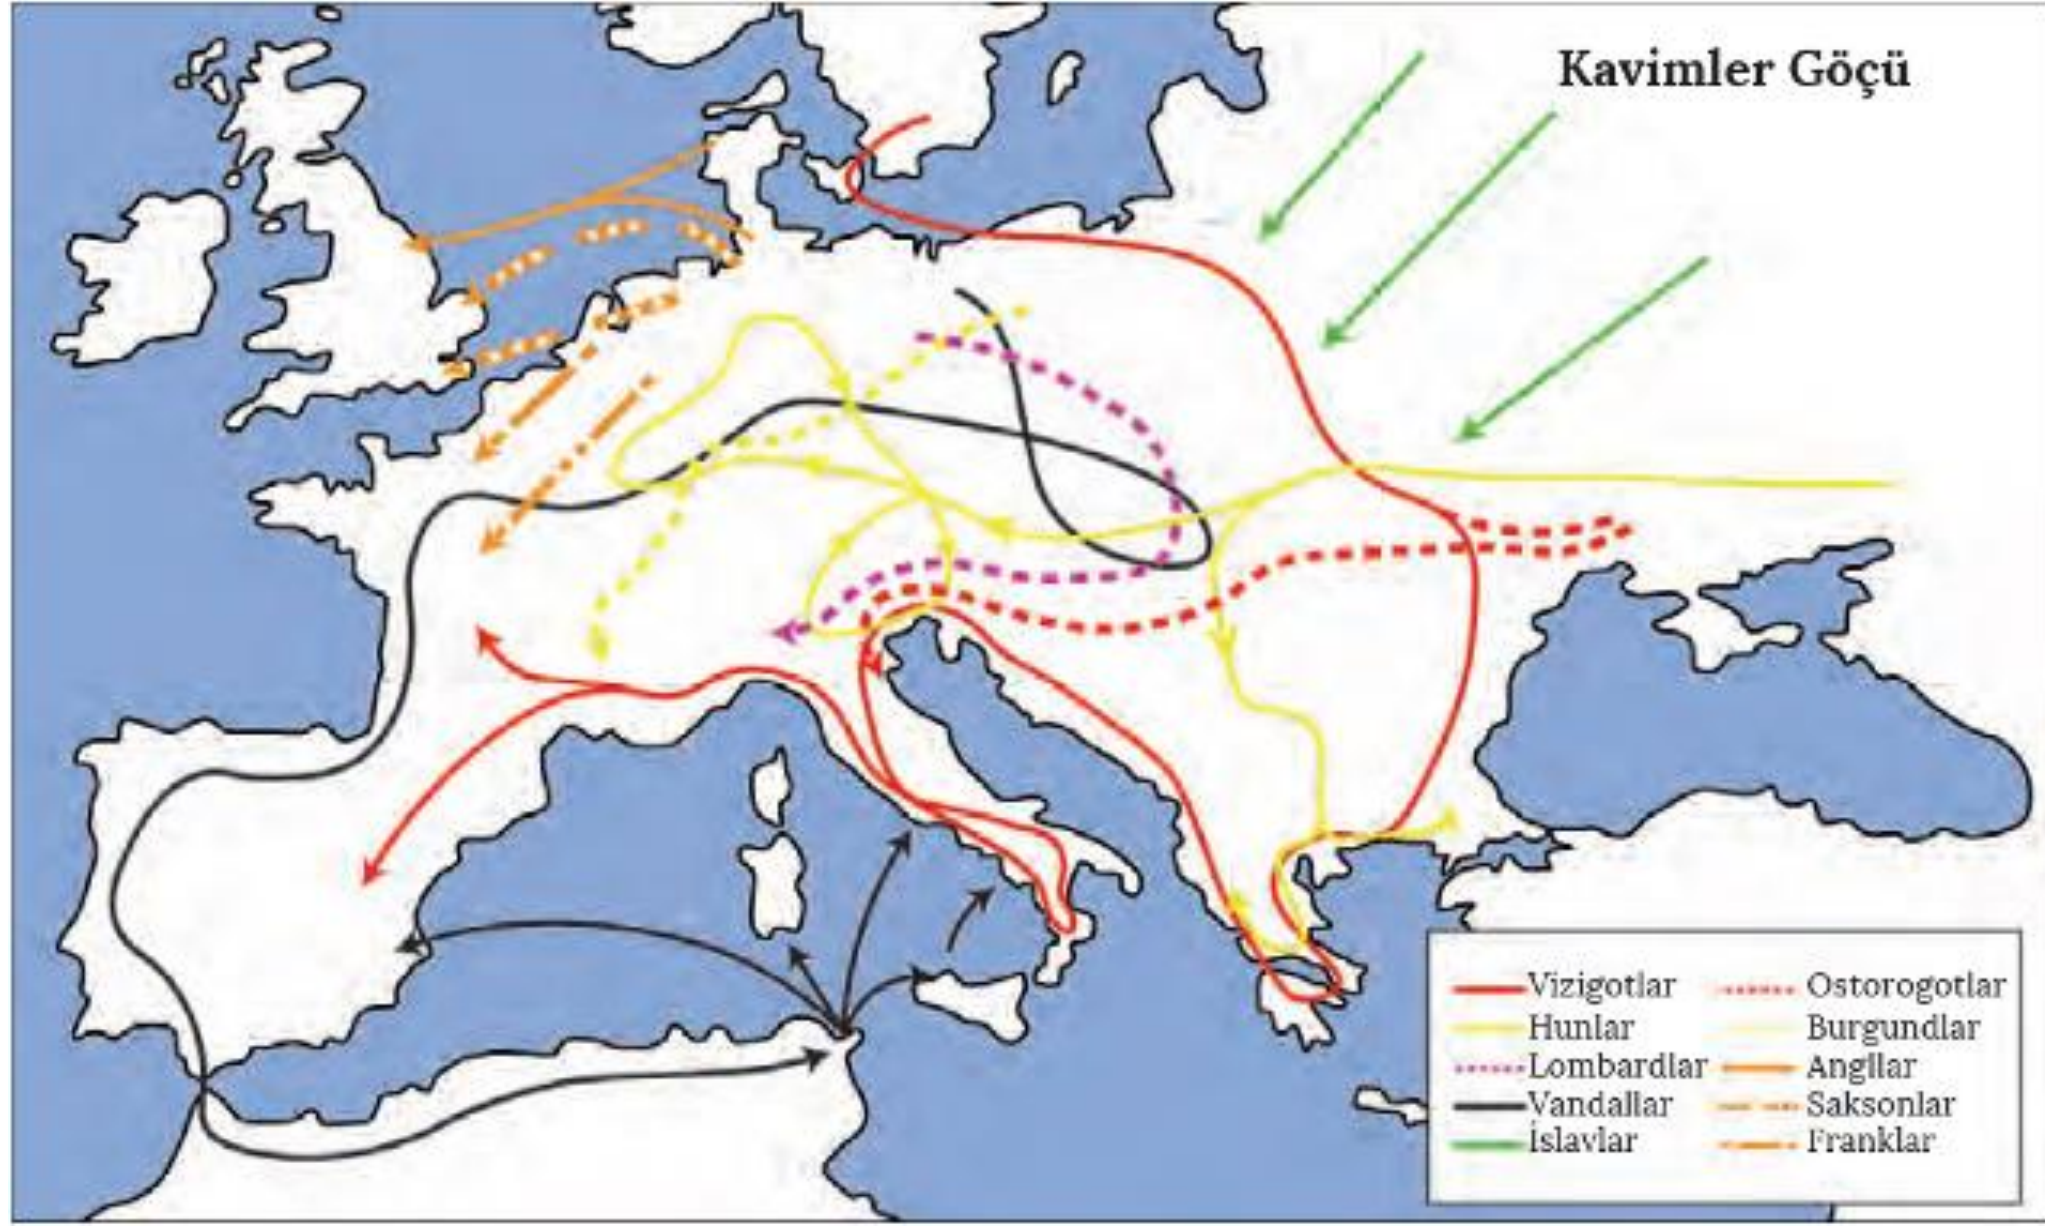 Kavimler Göçü
Vizigotlar
Hunlar
Lombardlar
Vandallar
İslavlar
Ostorogotlar
Burgundlar
Angllar
Saksonlar
Franklar